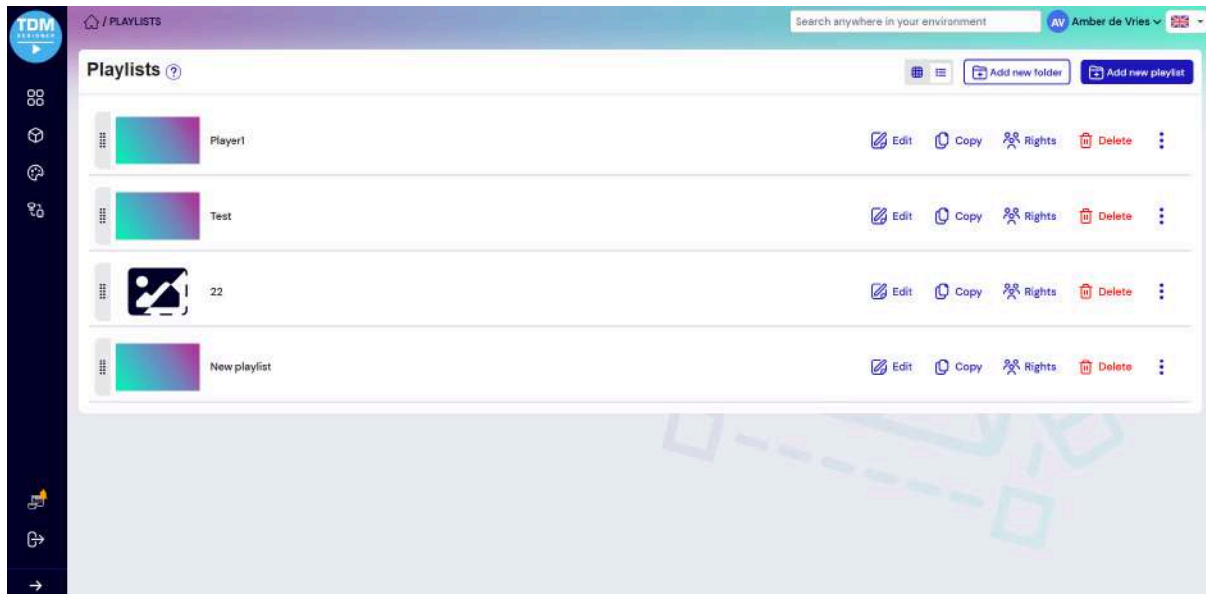 TDM
DESIGNER
/ PLAYLISTS
Search anywhere in your environment
AV
Amber de Vries
Playlists ?
Add new folder
Add new playlist
Player1
Edit Copy Rights Delete
Test
Edit Copy Rights Delete
22
Edit Copy Rights Delete
New playlist
Edit Copy Rights Delete